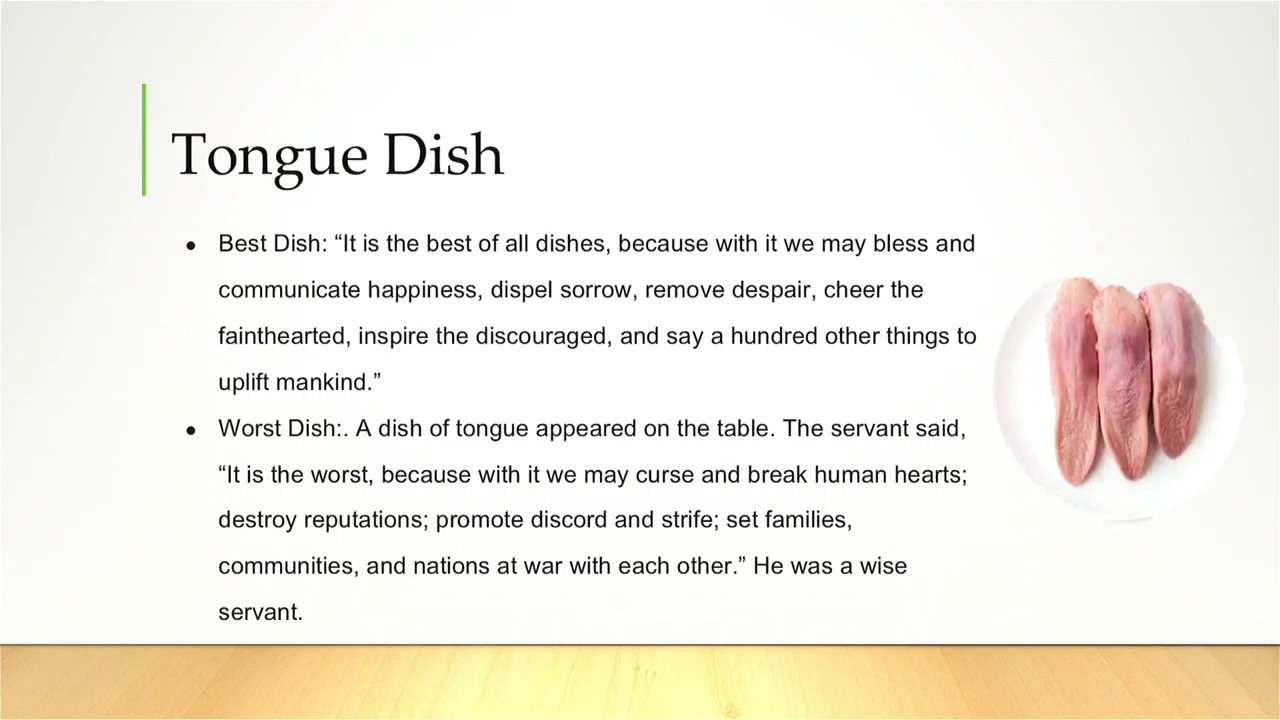 Tongue Dish
● Best Dish: “It is the best of all dishes, because with it we may bless and
communicate happiness, dispel sorrow, remove despair, cheer the
fainthearted, inspire the discouraged, and say a hundred other things to
uplift mankind.”
● Worst Dish:. A dish of tongue appeared on the table. The servant said,
“It is the worst, because with it we may curse and break human hearts;
destroy reputations; promote discord and strife; set families,
communities, and nations at war with each other.” He was a wise
servant.